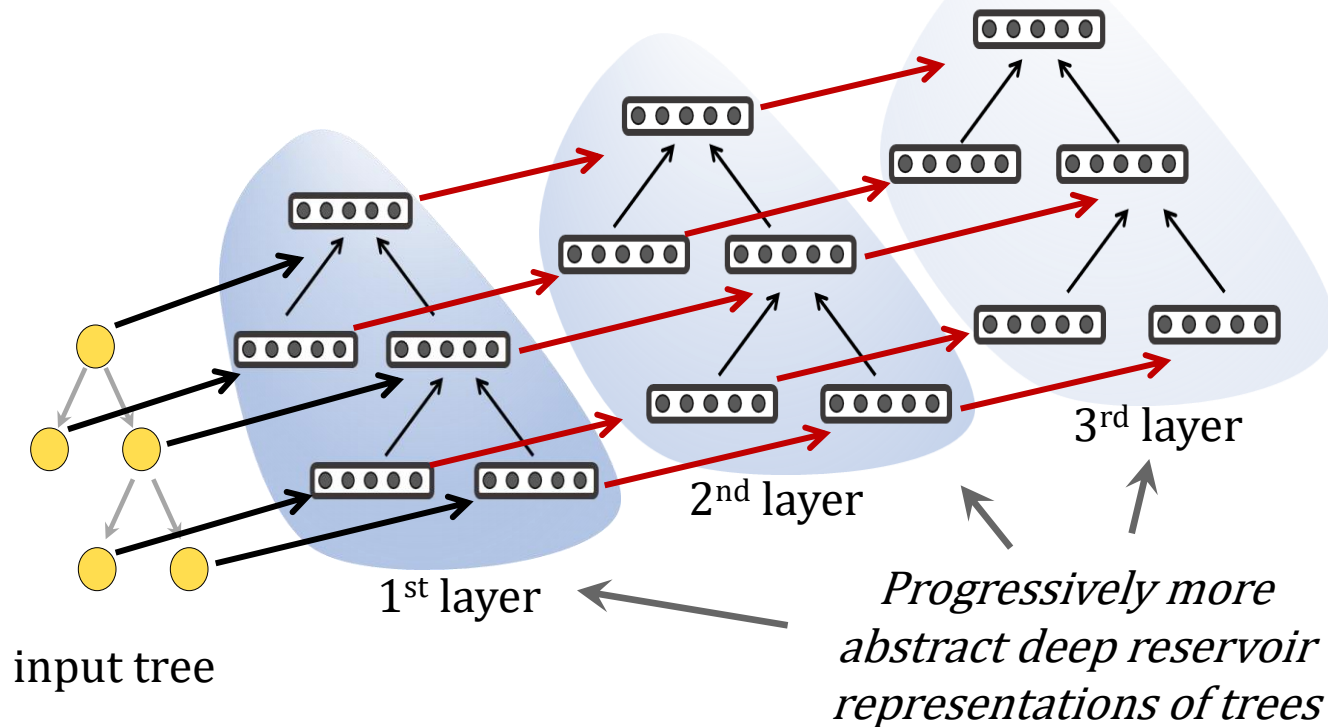 3rd layer
2nd layer
1st layer
Progressively more
abstract deep reservoir
representations of trees
input tree